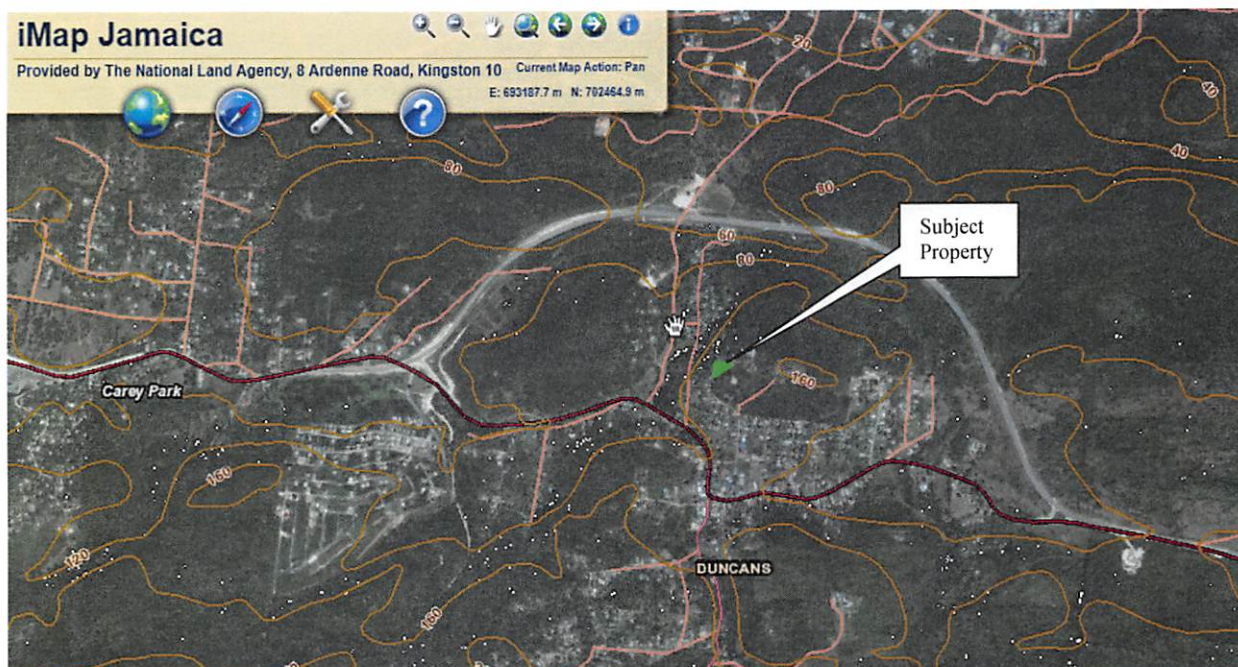 iMap Jamaica
Provided by The National Land Agency, 8 Ardenne Road, Kingston 10
Current Map Action: Pan
E: 693187.7 m N: 702464.9 m
?
20
40
80
40
80
Subject
Property
60
80
160
Carey Park
160
120
DUNCANS
160